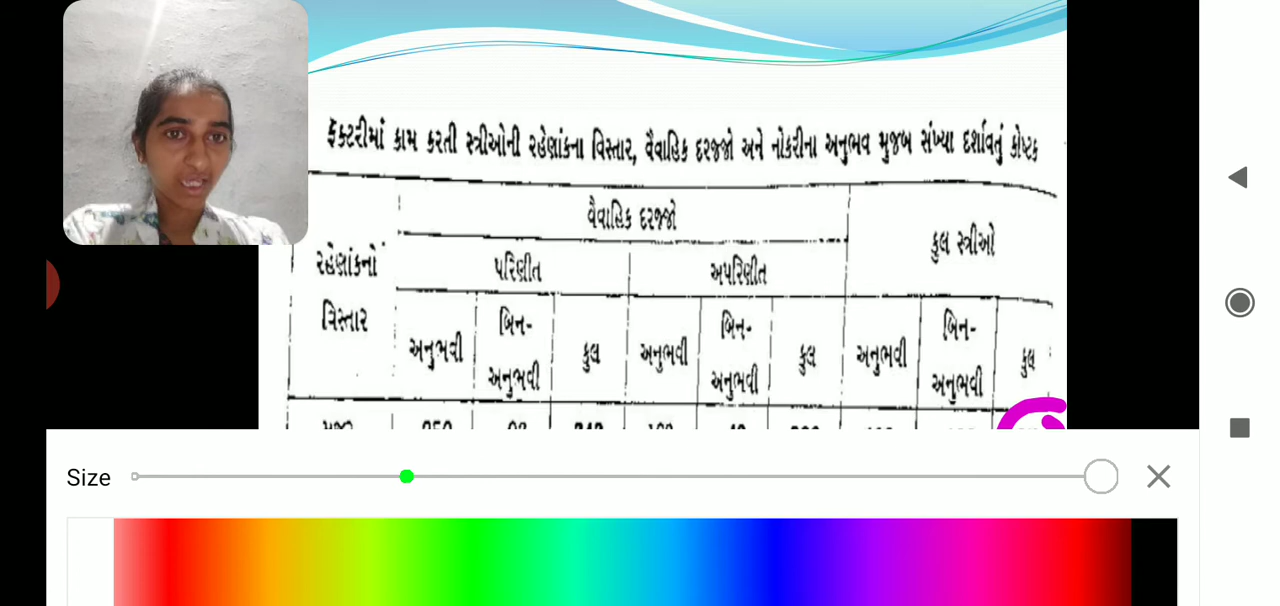 ફેક્ટરીમાં કામ કરતી સ્ત્રીઓની રહેણાંકના વિસ્તાર, વૈવાહિક દરજ્જો અને નોકરીના અનુભવ મુજબ સંખ્યા દર્શાવતું કોષ્ટક
વૈવાહિક દરજ્જો
કુલ સ્ત્રીઓ
રહેણાંકનો
વિસ્તાર
પરિણીત
અપરિણીત
અનુભવી
બિન-
અનુભવી
કુલ
અનુભવી
બિન-
અનુભવી
કુલ
અનુભવી
બિન-
અનુભવી
કુલ
Size